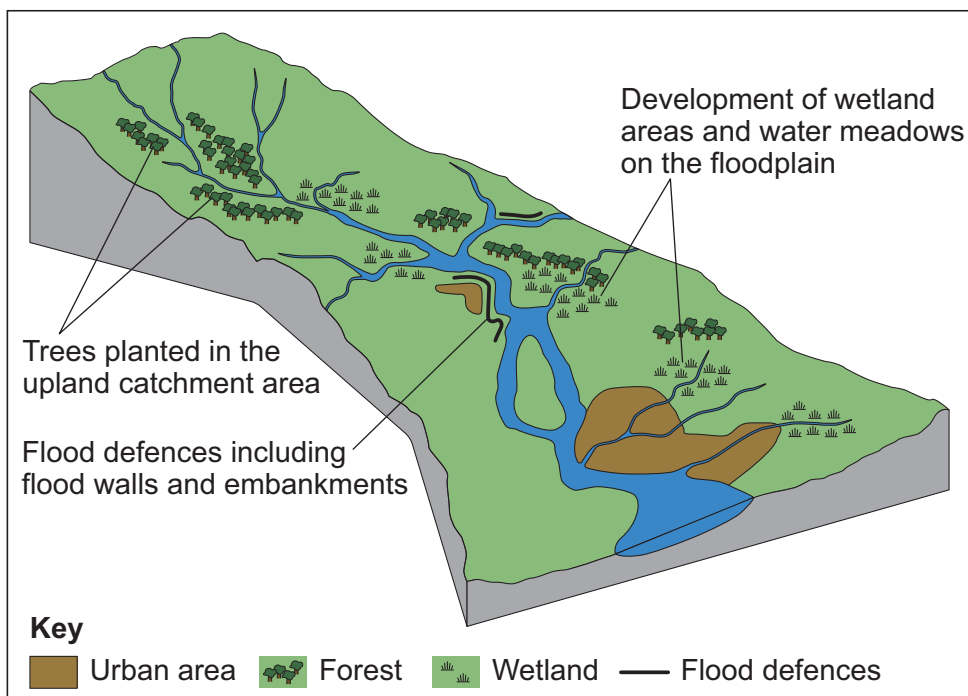 Development of wetland
areas and water meadows
on the floodplain
Trees planted in the
upland catchment area
Flood defences including
flood walls and embankments
Key
Urban area
Forest
Wetland
Flood defences